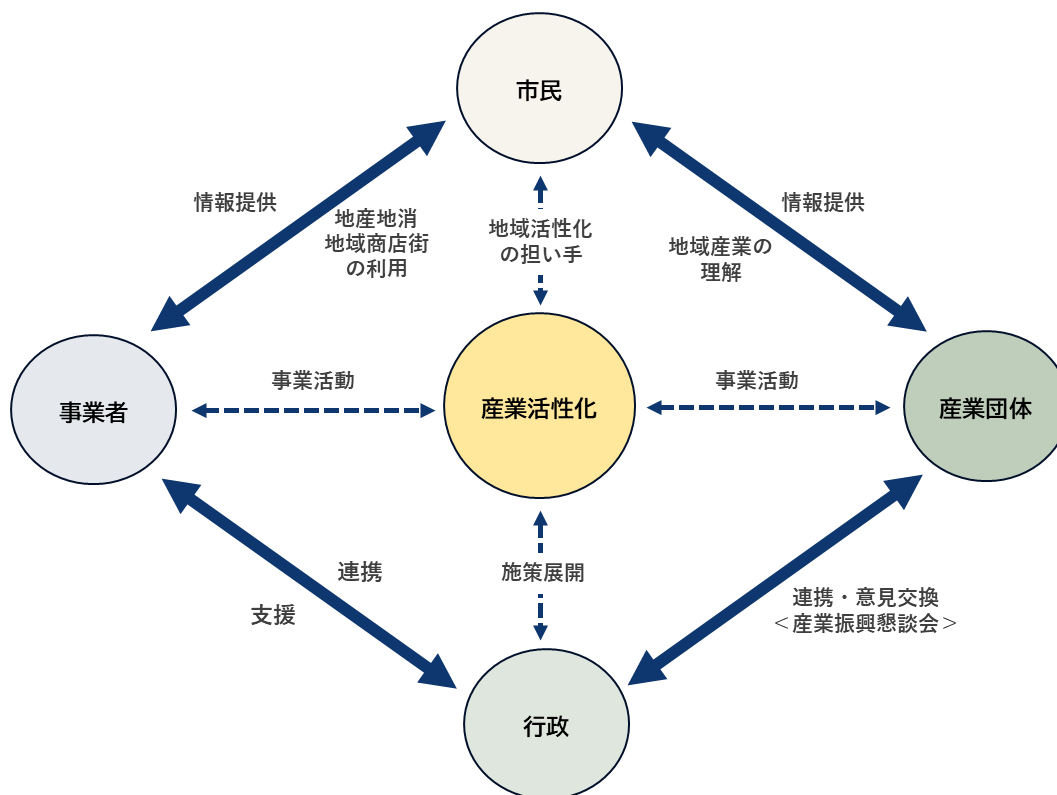 市民
情報提供
地産地消
地域商店街
の利用
地域活性化
の担い手
情報提供
地域産業の
理解
事業者
事業活動
産業活性化
事業活動
産業団体
連携
支援
施策展開
連携・意見交換
＜産業振興懇談会＞
行政